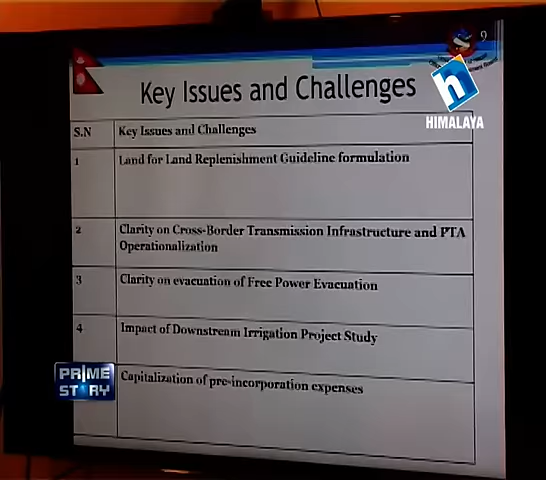 9
Key Issues and Challenges
HIMALAYA
S.N
Key Issues and Challenges
1
Land for Land Replenishment Guideline formulation
2
Clarity on Cross-Border Transmission Infrastructure and PTA
Operationalization
3
Clarity on evacuation of Free Power Evacuation
4
Impact of Downstream Irrigation Project Study
PRIME
STORY
Capitalization of pre-incorporation expenses